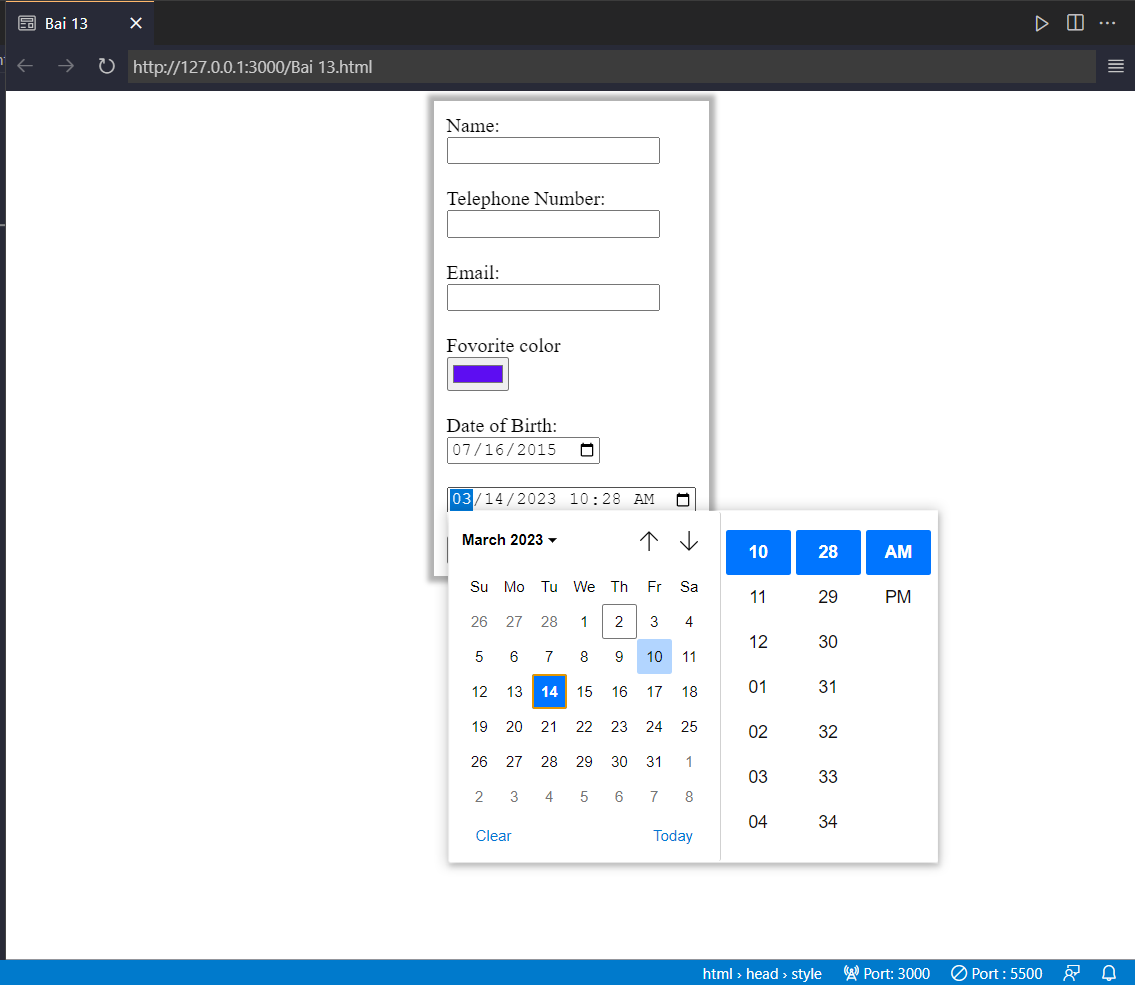 Bai 13
http://127.0.0.1:3000/Bai 13.html
Name:
Telephone Number:
Email:
Fovorite color
Date of Birth:
07/16/2015
03/14/2023 10:28 AM
March 2023
Su Mo Tu We Th Fr Sa
26 27 28 1 2 3 4
5 6 7 8 9 10 11
12 13 14 15 16 17 18
19 20 21 22 23 24 25
26 27 28 29 30 31 1
2 3 4 5 6 7 8
Clear Today
10 28 AM
11 29 PM
12 30
01 31
02 32
03 33
04 34
html › head › style Port: 3000 Port : 5500